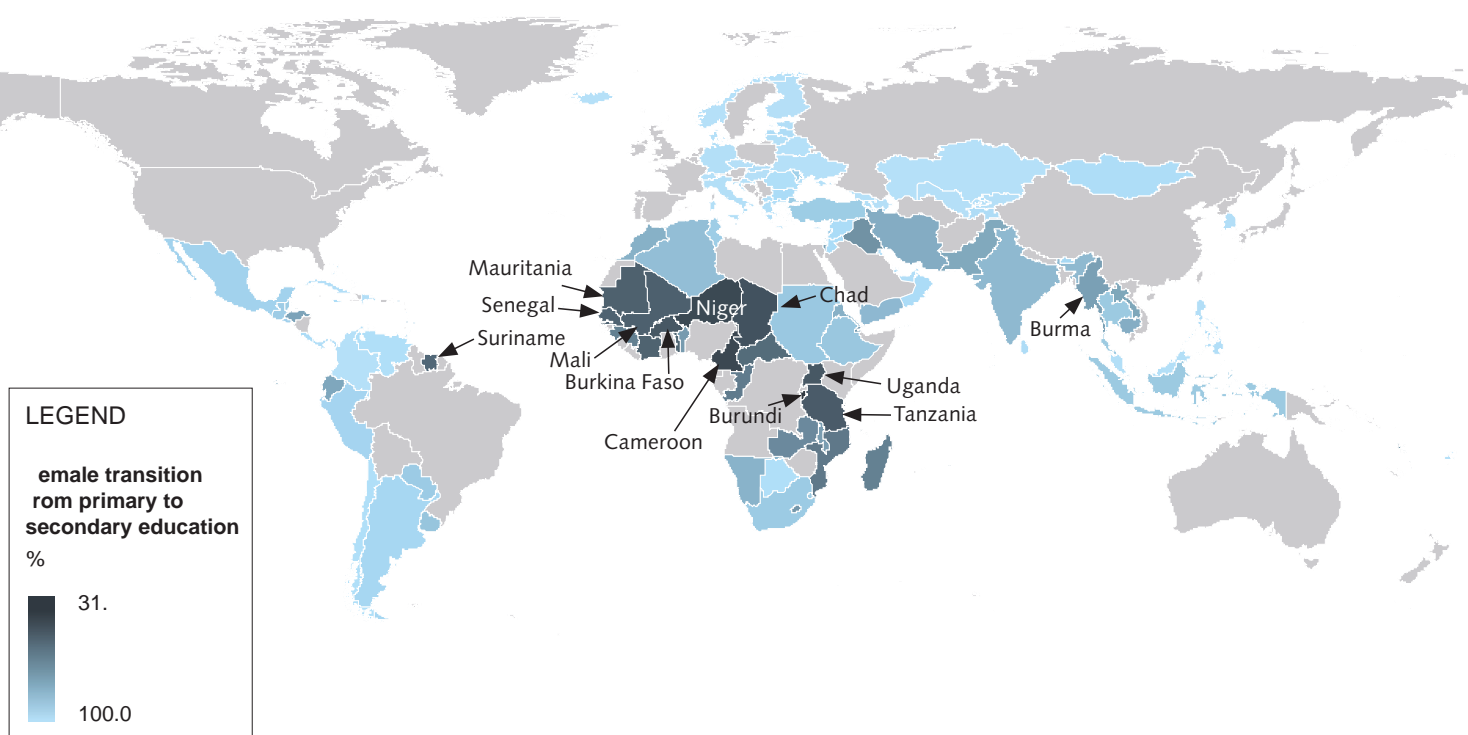 Mauritania
Senegal
Suriname
Mali
Burkina Faso
Niger
Chad
Cameroon
Burundi
Uganda
Tanzania
Burma
LEGEND
emale transition
rom primary to
secondary education
%
31.
100.0